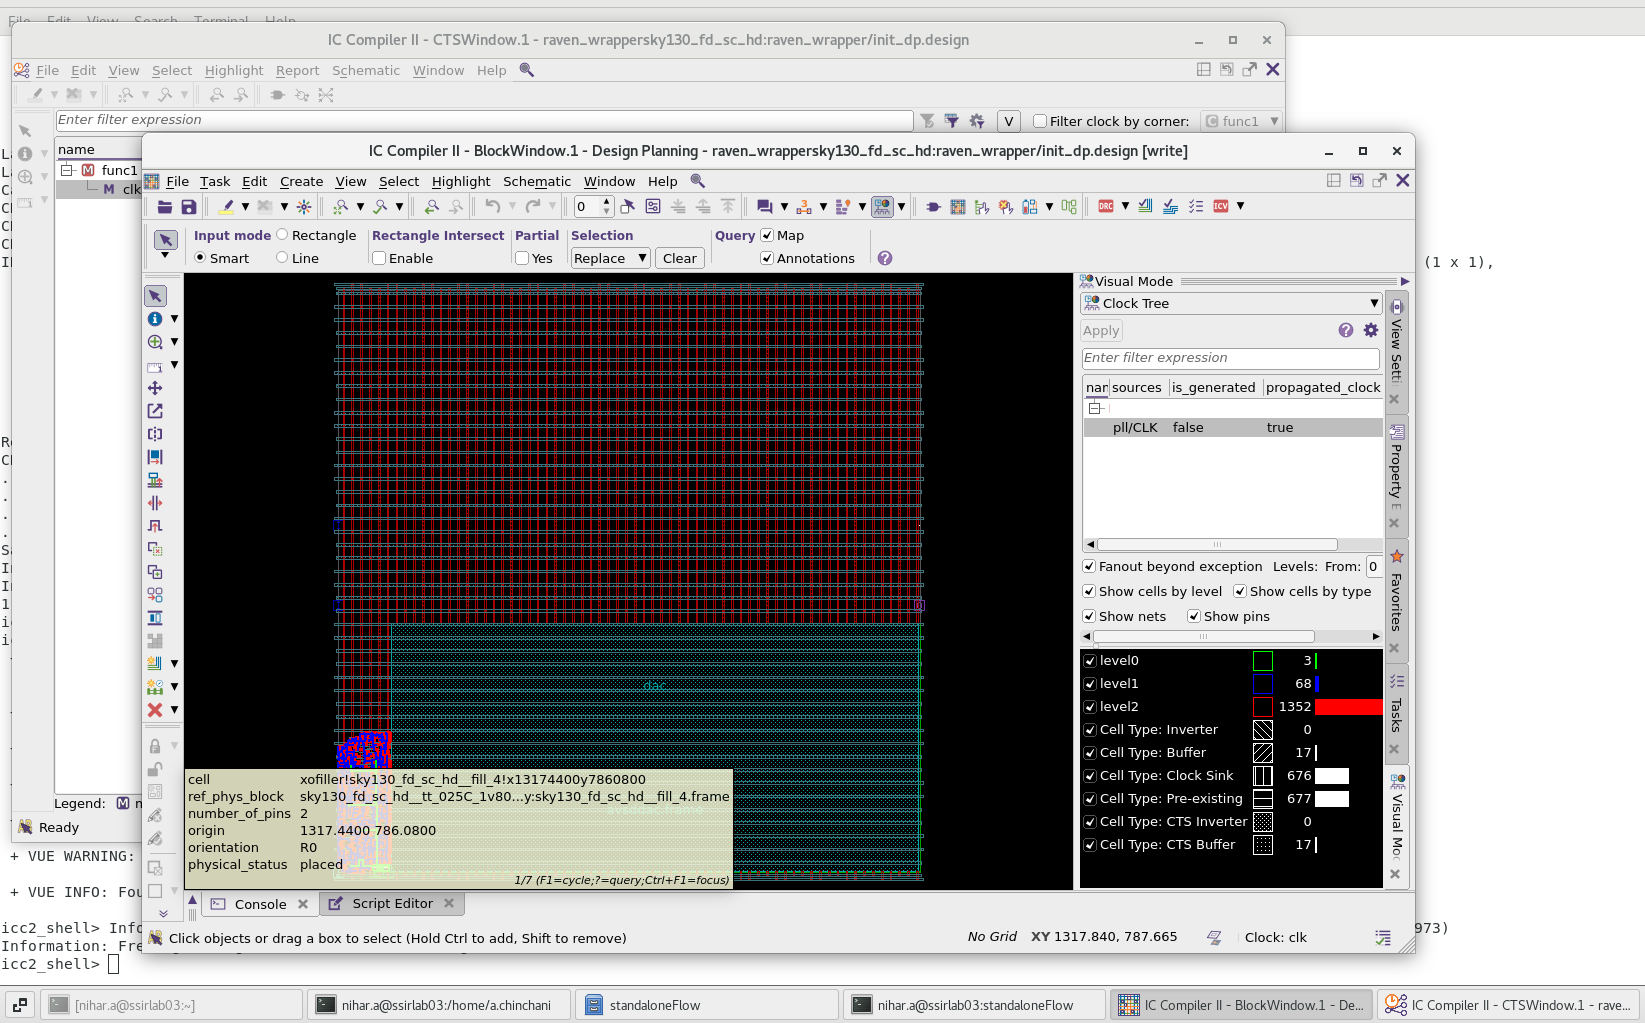 File Edit View Search Terminal Help
IC Compiler II - CTSWindow.1 - raven_wrappersky130_fd_sc_hd:raven_wrapper/init_dp.design
File Edit View Select Highlight Report Schematic Window Help
Enter filter expression
V
Filter clock by corner:
func1
name
func1
clk
IC Compiler II - BlockWindow.1 - Design Planning - raven_wrappersky130_fd_sc_hd:raven_wrapper/init_dp.design [write]
File Task Edit Create View Select Highlight Schematic Window Help
0
DRC
ICV
Input mode Rectangle Rectangle Intersect Partial Selection Query Map
Smart Line Enable Yes Replace Clear Annotations
(1 x 1),
Visual Mode
Clock Tree
Apply
Enter filter expression
nar sources is_generated propagated_clock
pll/CLK false true
Fanout beyond exception Levels: From: 0
Show cells by level Show cells by type
Show nets Show pins
level0 3
level1 68
level2 1352
Cell Type: Inverter 0
Cell Type: Buffer 17
Cell Type: Clock Sink 676
Cell Type: Pre-existing 677
Cell Type: CTS Inverter 0
Cell Type: CTS Buffer 17
View Setti
Property E
Favorites
Tasks
Visual Mo
dac
cell xofiller!sky130_fd_sc_hd__fill_4!x13174400y7860800
ref_phys_block sky130_fd_sc_hd__tt_025C_1v80...y:sky130_fd_sc_hd__fill_4.frame
number_of_pins 2
origin 1317.4400 786.0800
orientation R0
physical_status placed
1/7 (F1=cycle;?=query;Ctrl+F1=focus)
Legend:
Ready
Console Script Editor
Click objects or drag a box to select (Hold Ctrl to add, Shift to remove)
No Grid XY 1317.840, 787.665 Clock: clk
+ VUE WARNING:
+ VUE INFO: Fou
icc2_shell> Info
973)
Information: Fre
icc2_shell>
[nihar.a@ssirlab03:~]
nihar.a@ssirlab03:/home/a.chinchani
standaloneFlow
nihar.a@ssirlab03:standaloneFlow
IC Compiler II - BlockWindow.1 - De...
IC Compiler II - CTSWindow.1 - rave...